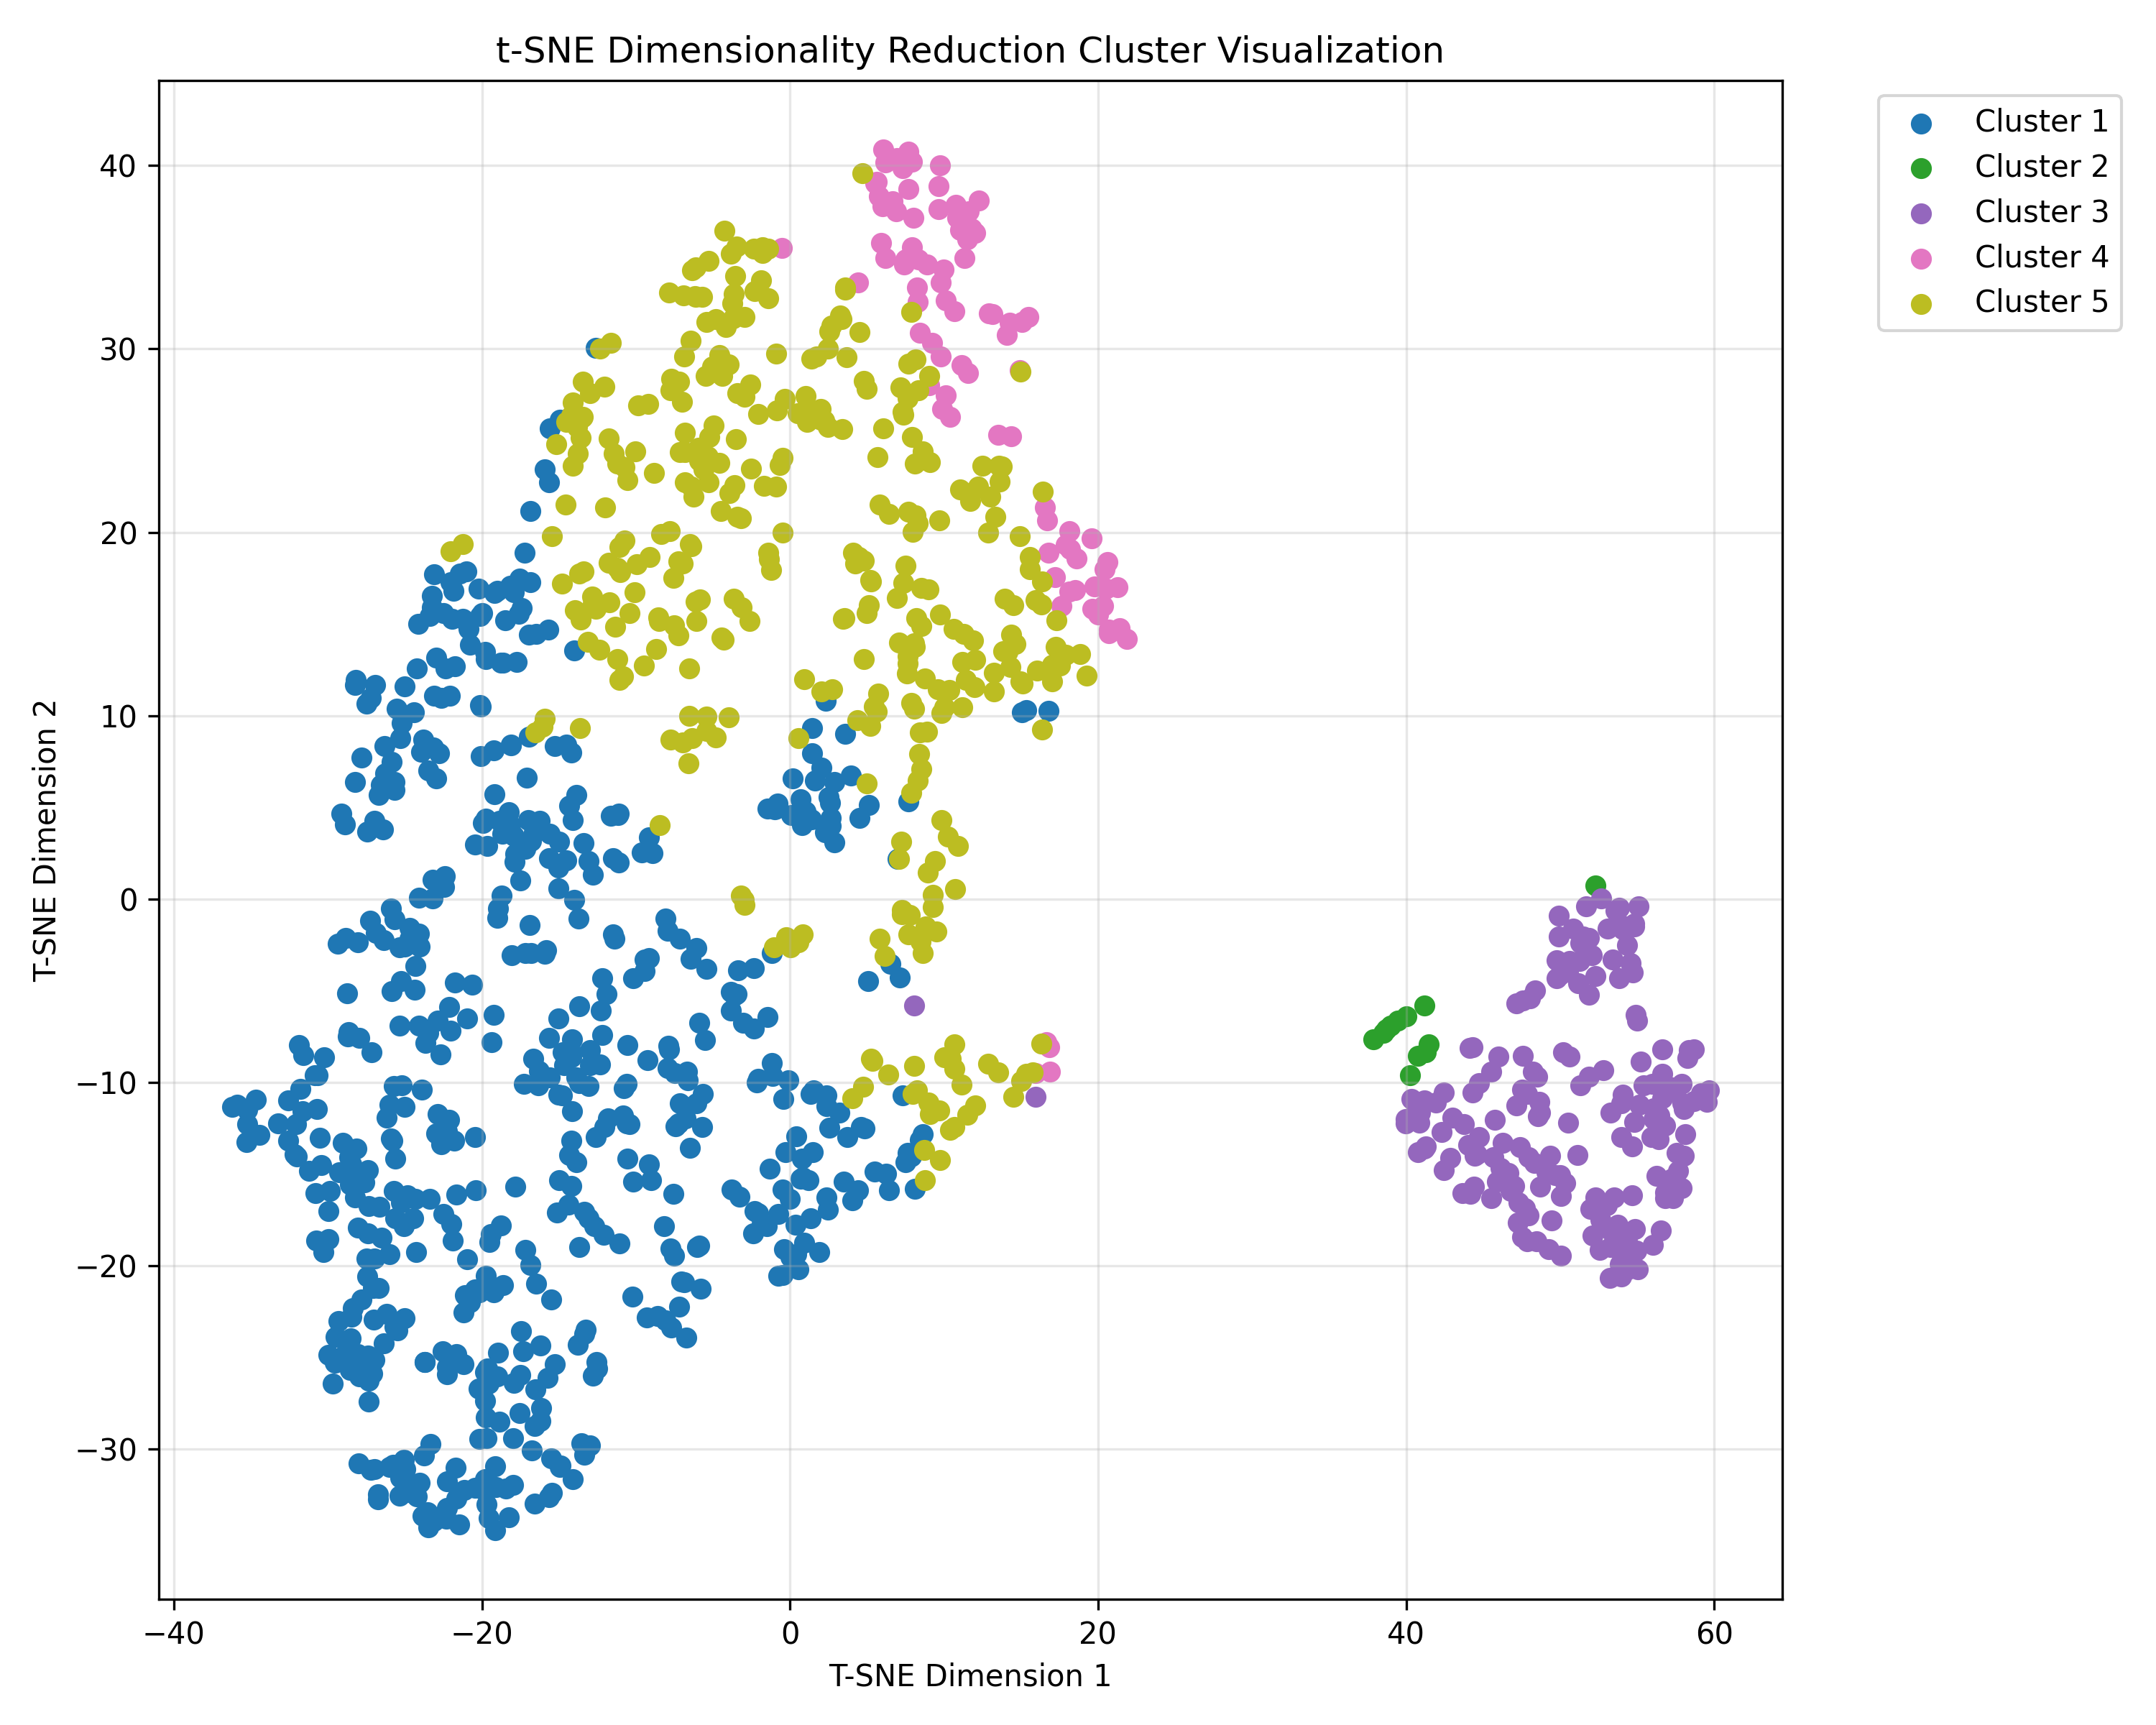 t-SNE Dimensionality Reduction Cluster Visualization
Cluster 1
Cluster 2
Cluster 3
Cluster 4
Cluster 5
40
30
20
10
0
−10
−20
−30
T-SNE Dimension 2
−40
−20
0
20
40
60
T-SNE Dimension 1